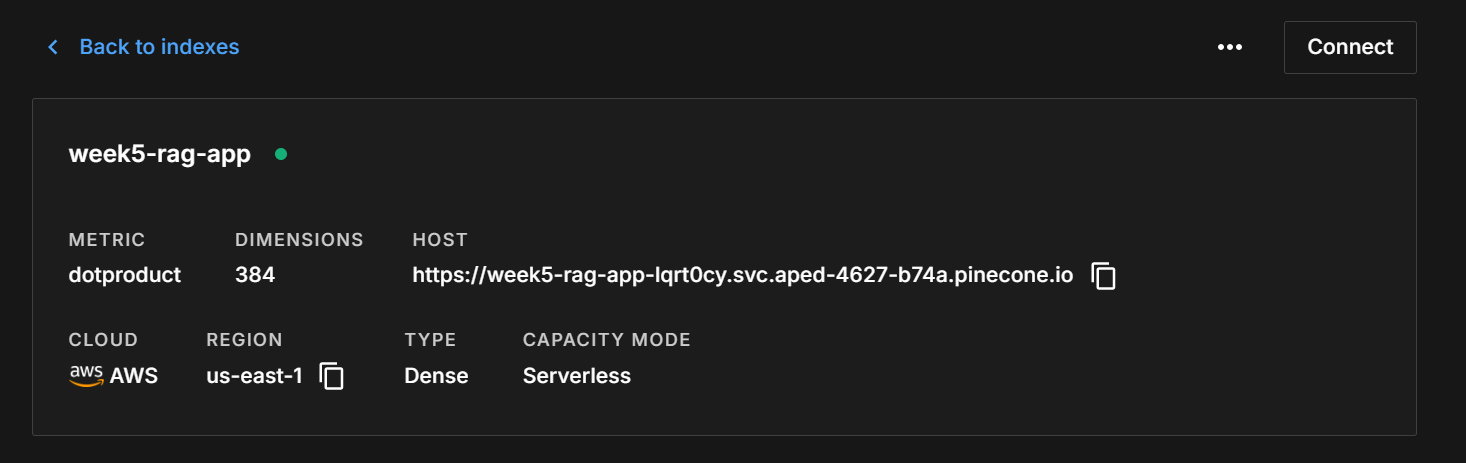 Back to indexes
Connect
week5-rag-app
METRIC DIMENSIONS HOST
dotproduct 384 https://week5-rag-app-lqrt0cy.svc.aped-4627-b74a.pinecone.io
CLOUD REGION TYPE CAPACITY MODE
aws AWS us-east-1 Dense Serverless